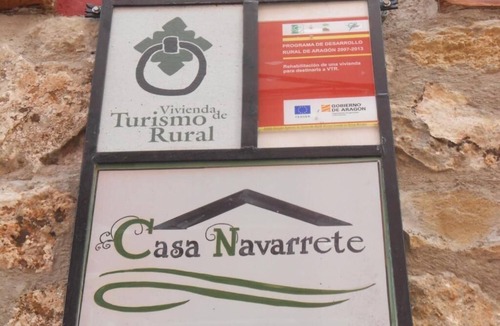 Vivienda de
Turismo
Rural
PROGRAMA DE DESARROLLO
RURAL DE ARAGÓN 2007-2013
Rehabilitación de una vivienda
para destinarla a VTR.
GOBIERNO
DE ARAGON
Casa Navarrete